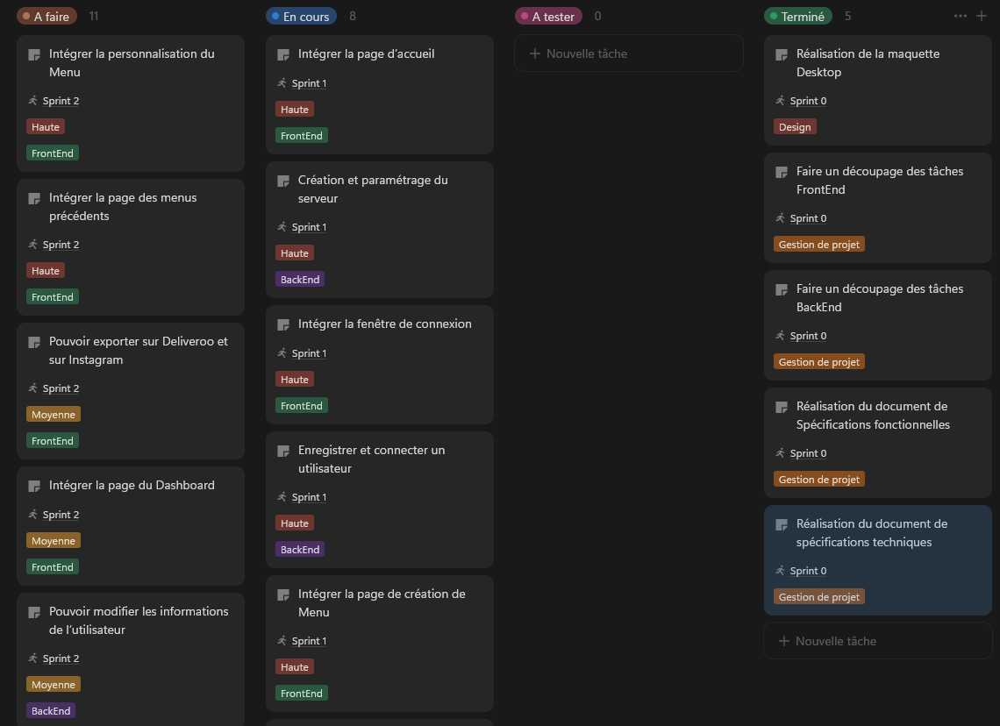 A faire 11
Intégrer la personnalisation du
Menu
Sprint 2
Haute
FrontEnd
Intégrer la page des menus
précédents
Sprint 2
Haute
FrontEnd
Pouvoir exporter sur Deliveroo et
sur Instagram
Sprint 2
Moyenne
FrontEnd
Intégrer la page du Dashboard
Sprint 2
Moyenne
FrontEnd
Pouvoir modifier les informations
de l’utilisateur
Sprint 2
Moyenne
BackEnd
En cours 8
Intégrer la page d’accueil
Sprint 1
Haute
FrontEnd
Création et paramétrage du
serveur
Sprint 1
Haute
BackEnd
Intégrer la fenêtre de connexion
Sprint 1
Haute
FrontEnd
Enregistrer et connecter un
utilisateur
Sprint 1
Haute
BackEnd
Intégrer la page de création de
Menu
Sprint 1
Haute
FrontEnd
A tester 0
Nouvelle tâche
Terminé 5
Réalisation de la maquette
Desktop
Sprint 0
Design
Faire un découpage des tâches
FrontEnd
Sprint 0
Gestion de projet
Faire un découpage des tâches
BackEnd
Sprint 0
Gestion de projet
Réalisation du document de
Spécifications fonctionnelles
Sprint 0
Gestion de projet
Réalisation du document de
spécifications techniques
Sprint 0
Gestion de projet
Nouvelle tâche